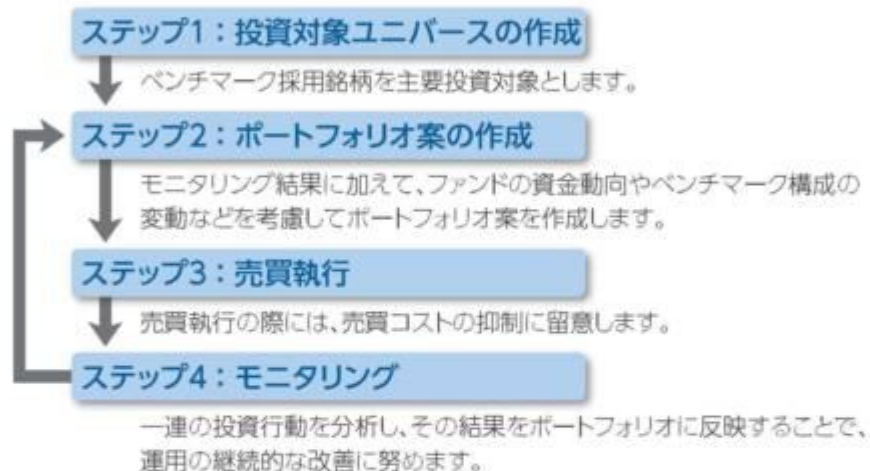 ステップ1：投資対象ユニバースの作成
ベンチマーク採用銘柄を主要投資対象とします。
ステップ2：ポートフォリオ案の作成
モニタリング結果に加えて、ファンドの資金動向やベンチマーク構成の
変動などを考慮してポートフォリオ案を作成します。
ステップ3：売買執行
売買執行の際には、売買コストの抑制に留意します。
ステップ4：モニタリング
一連の投資行動を分析し、その結果をポートフォリオに反映することで、
運用の継続的な改善に努めます。